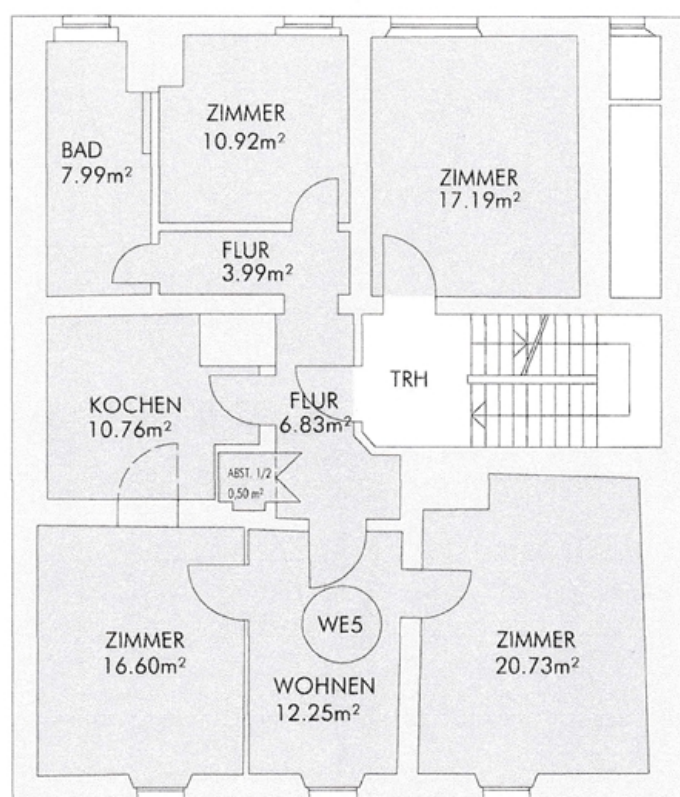 ZIMMER
10.92m²
BAD
7.99m²
ZIMMER
17.19m²
FLUR
3.99m²
TRH
KOCHEN
10.76m²
FLUR
6.83m²
ABST. 1/2
0,50 m²
WE5
ZIMMER
16.60m²
ZIMMER
20.73m²
WOHNEN
12.25m²